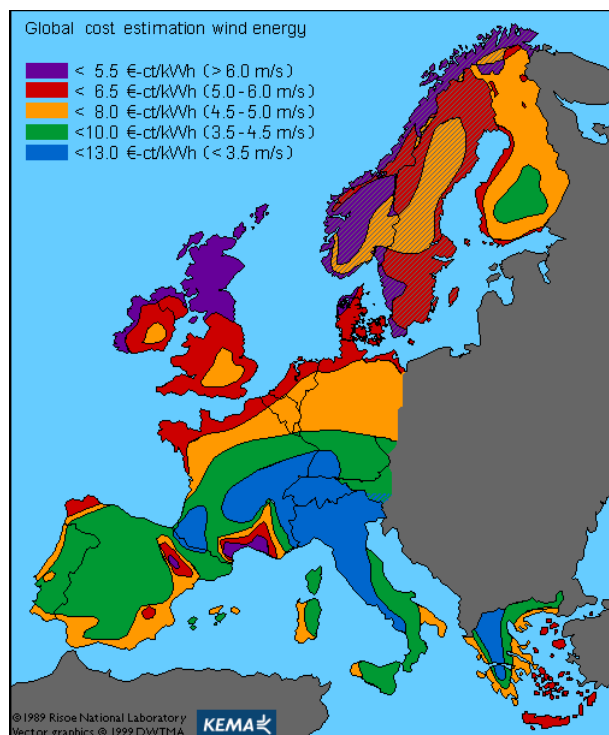 Global cost estimation wind energy
< 5.5 €-ct/kWh (> 6.0 m/s)
< 6.5 €-ct/kWh (5.0-6.0 m/s)
< 8.0 €-ct/kWh (4.5-5.0 m/s)
<10.0 €-ct/kWh (3.5-4.5 m/s)
<13.0 €-ct/kWh (< 3.5 m/s)
©1989 Risoe National Laboratory
Vector graphics @ 1999 DWTMA
KEMA